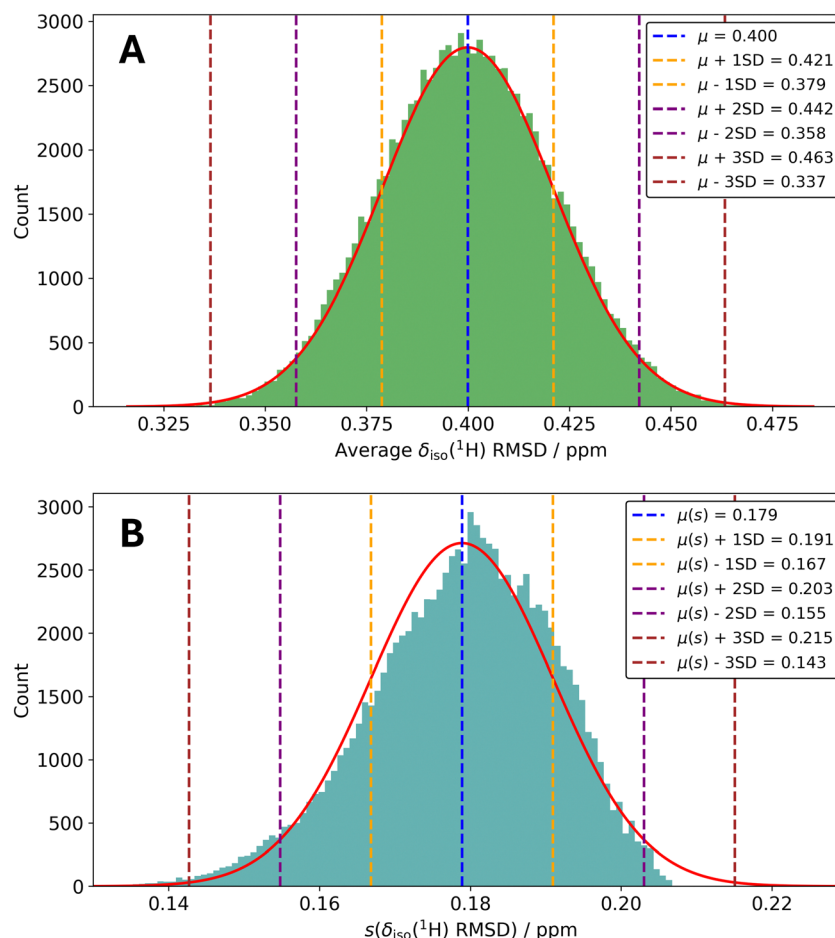 A
μ = 0.400
μ + 1SD = 0.421
μ - 1SD = 0.379
μ + 2SD = 0.442
μ - 2SD = 0.358
μ + 3SD = 0.463
μ - 3SD = 0.337
Count
3000
2500
2000
1500
1000
500
0
0.325 0.350 0.375 0.400 0.425 0.450 0.475
Average δiso(¹H) RMSD / ppm
B
μ(s) = 0.179
μ(s) + 1SD = 0.191
μ(s) - 1SD = 0.167
μ(s) + 2SD = 0.203
μ(s) - 2SD = 0.155
μ(s) + 3SD = 0.215
μ(s) - 3SD = 0.143
Count
3000
2500
2000
1500
1000
500
0
0.14 0.16 0.18 0.20 0.22
s(δiso(¹H) RMSD) / ppm